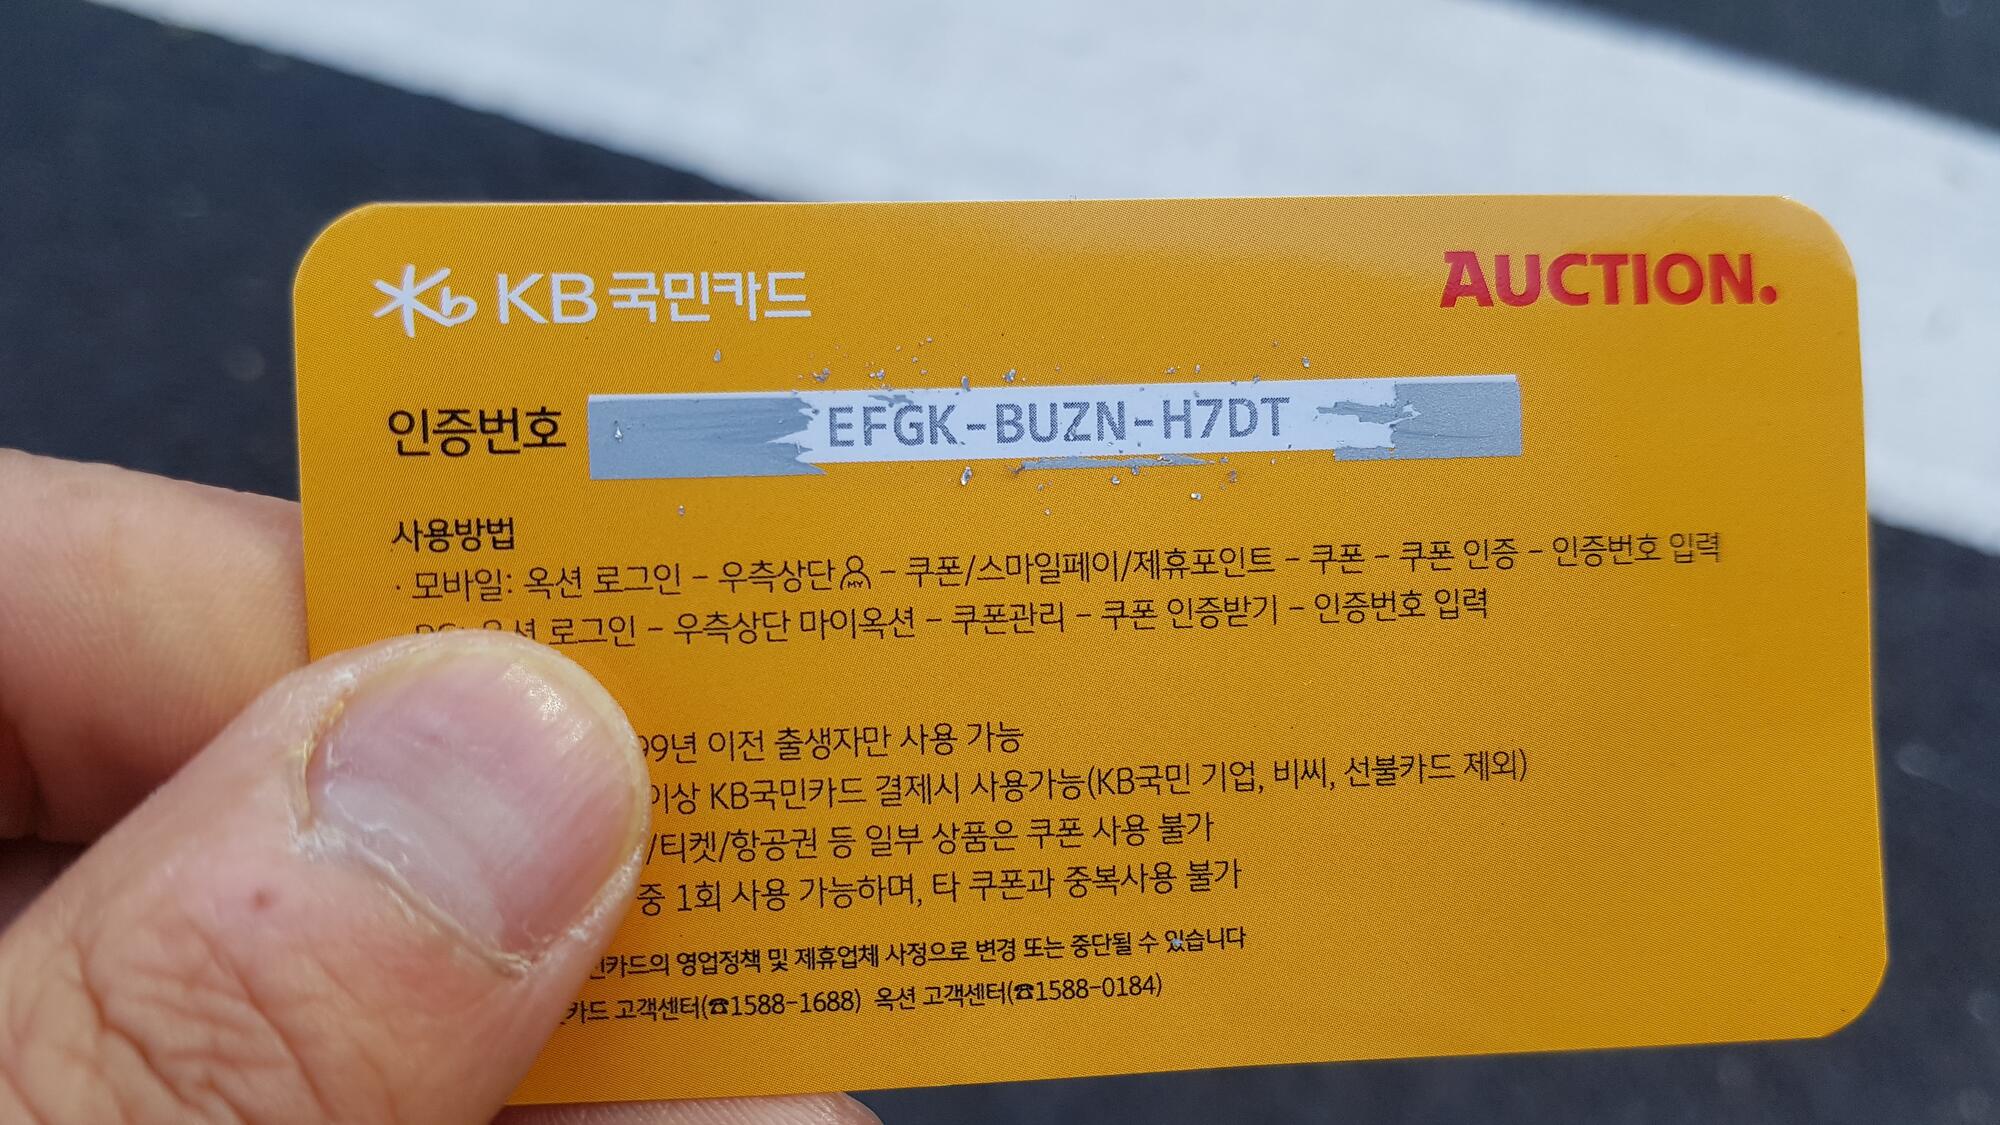 KB 국민카드
AUCTION.
인증번호 EFGK-BUZN-H7DT
사용방법
· 모바일: 옥션 로그인 - 우측상단 MY - 쿠폰/스마일페이/제휴포인트 - 쿠폰 - 쿠폰 인증 - 인증번호 입력
로그인 - 우측상단 마이옥션 - 쿠폰관리 - 쿠폰 인증받기 - 인증번호 입력
99년 이전 출생자만 사용 가능
이상 KB국민카드 결제시 사용가능(KB국민 기업, 비씨, 선불카드 제외)
/티켓/항공권 등 일부 상품은 쿠폰 사용 불가
중 1회 사용 가능하며, 타 쿠폰과 중복사용 불가
카드의 영업정책 및 제휴업체 사정으로 변경 또는 중단될 수 있습니다
카드 고객센터(☎1588-1688) 옥션 고객센터(☎1588-0184)